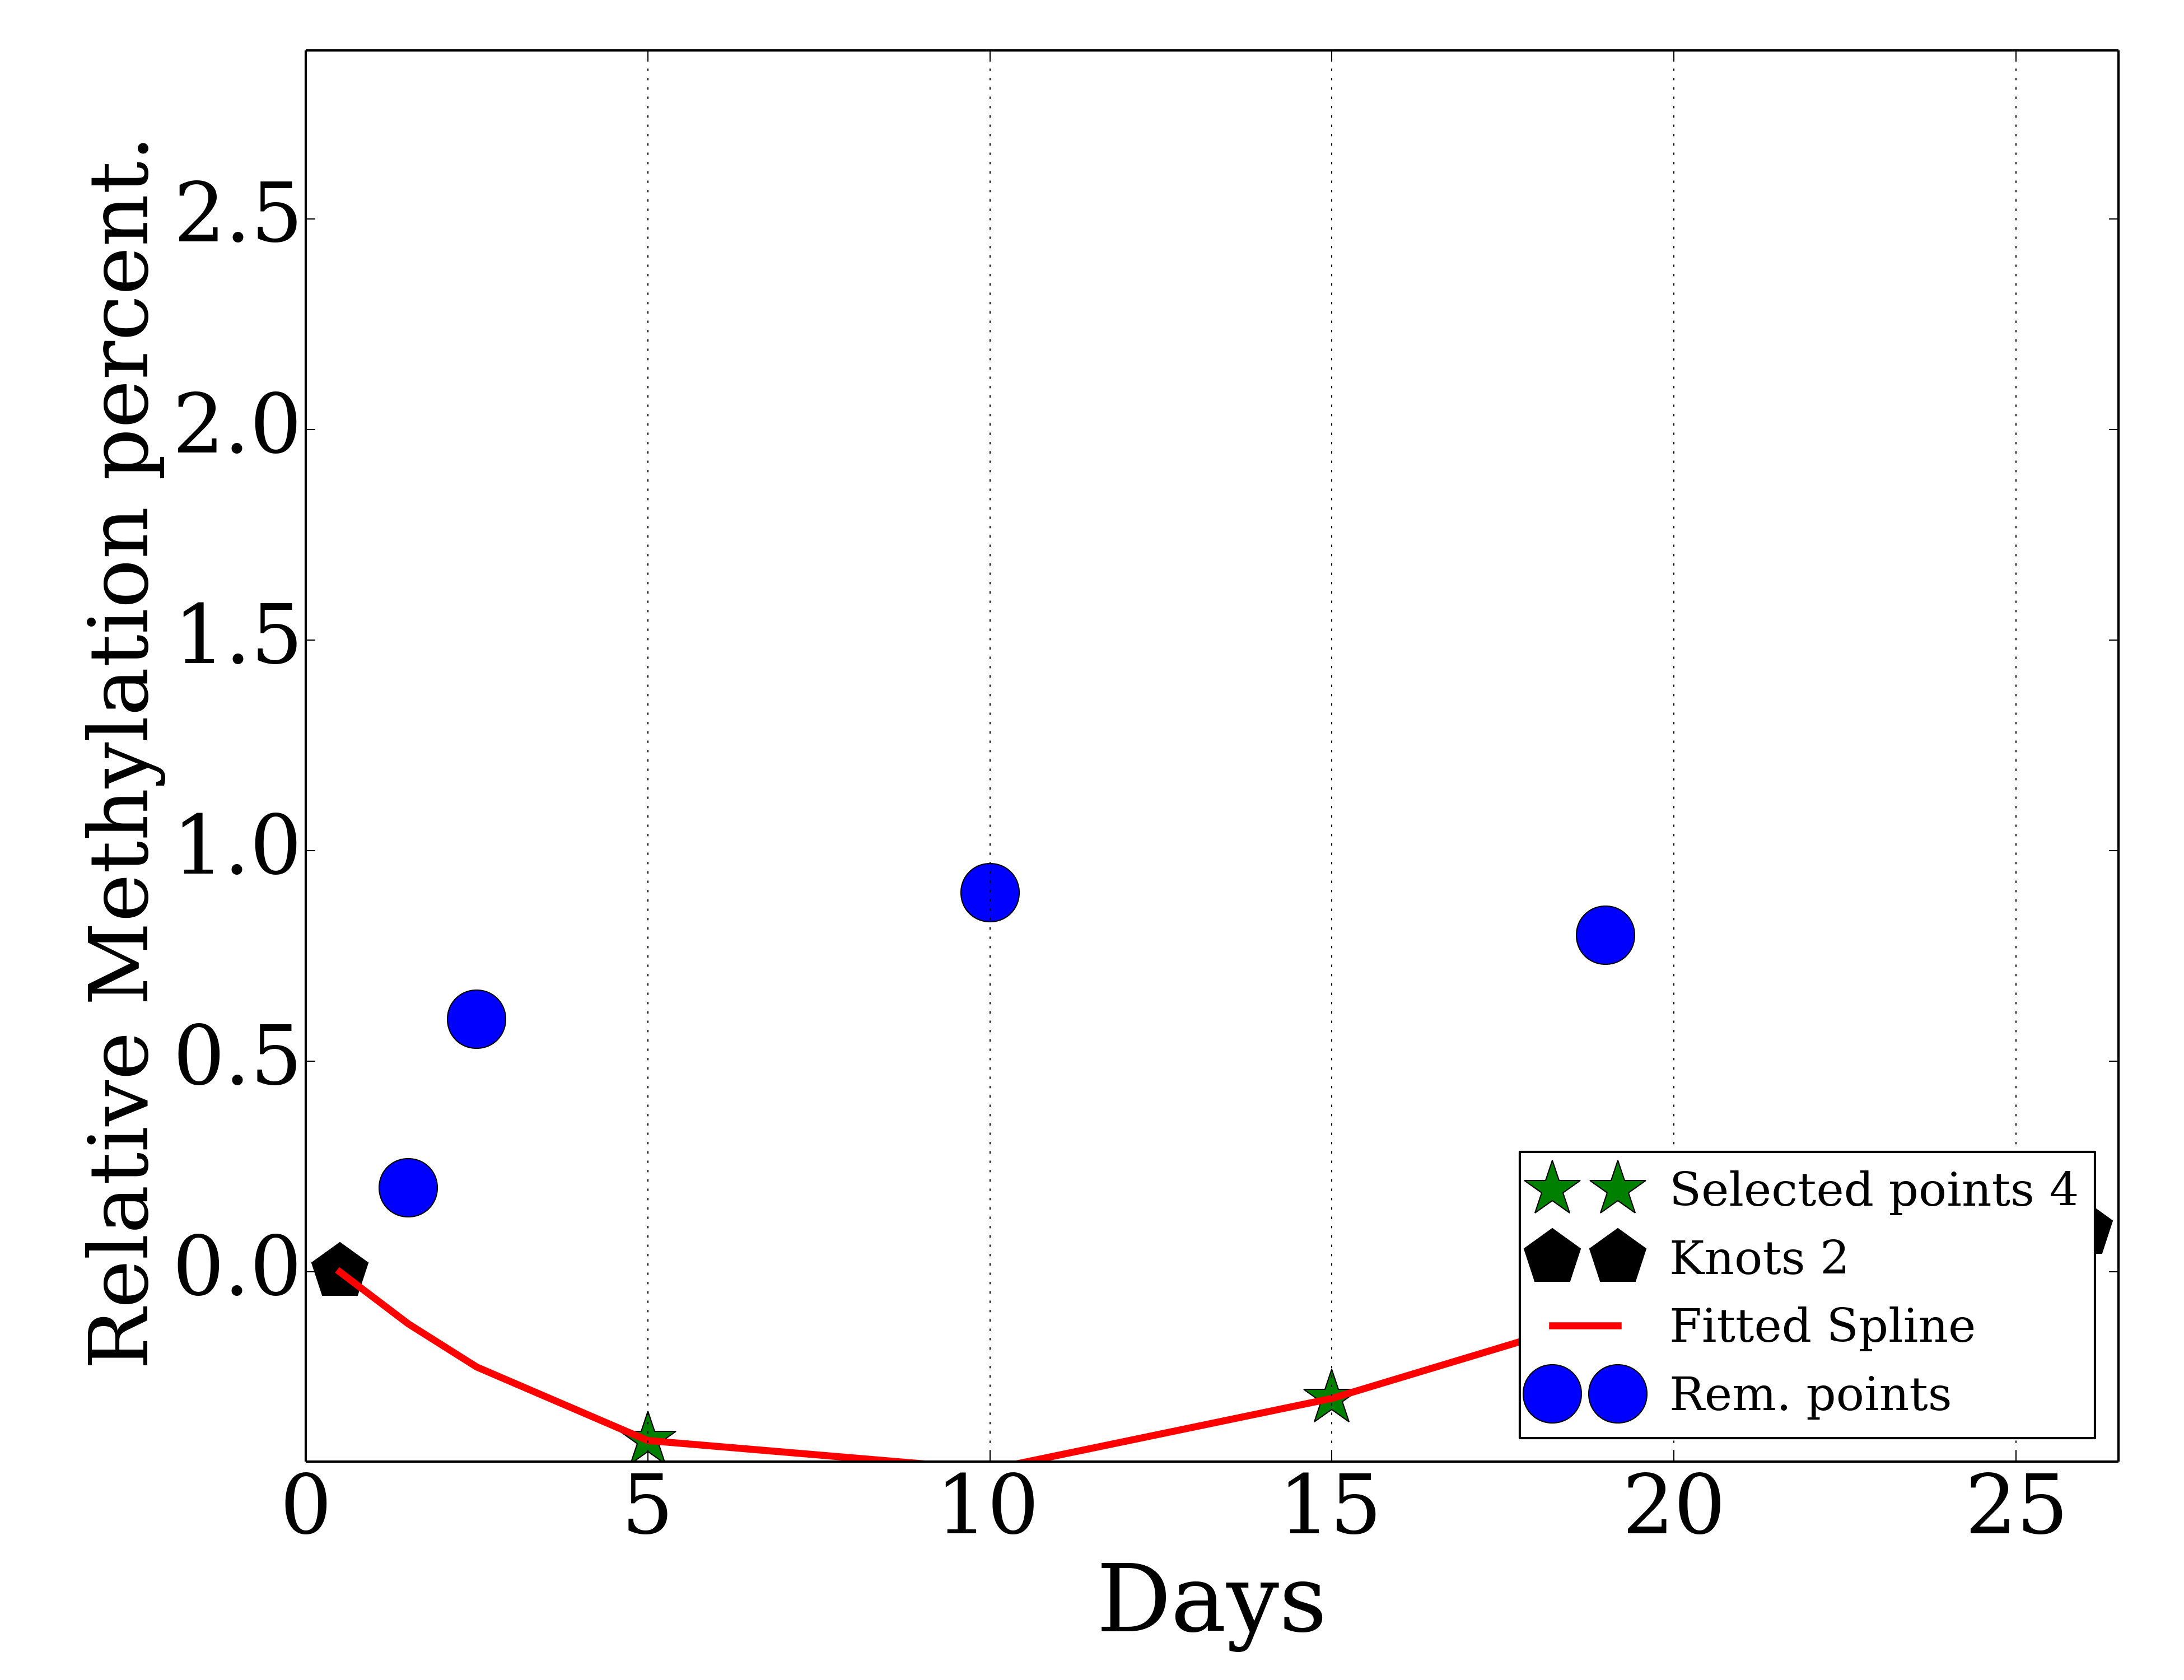 Relative Methylation percent.
2.5
2.0
1.5
1.0
0.5
0.0
Selected points 4
Knots 2
Fitted Spline
Rem. points
0 5 10 15 20 25
Days